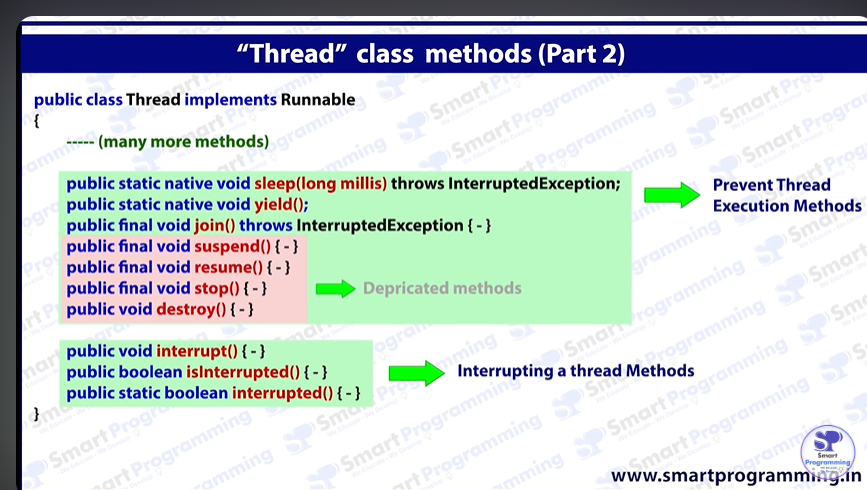 “Thread” class methods (Part 2)
public class Thread implements Runnable
{
----- (many more methods)
public static native void sleep(long millis) throws InterruptedException;
public static native void yield();
public final void join() throws InterruptedException { - }
public final void suspend() { - }
public final void resume() { - }
public final void stop() { - }
public void destroy() { - }
Prevent Thread
Execution Methods
Depricated methods
public void interrupt() { - }
public boolean isInterrupted() { - }
public static boolean interrupted() { - }
Interrupting a thread Methods
}
Smart
Programming
www.smartprogramming.in